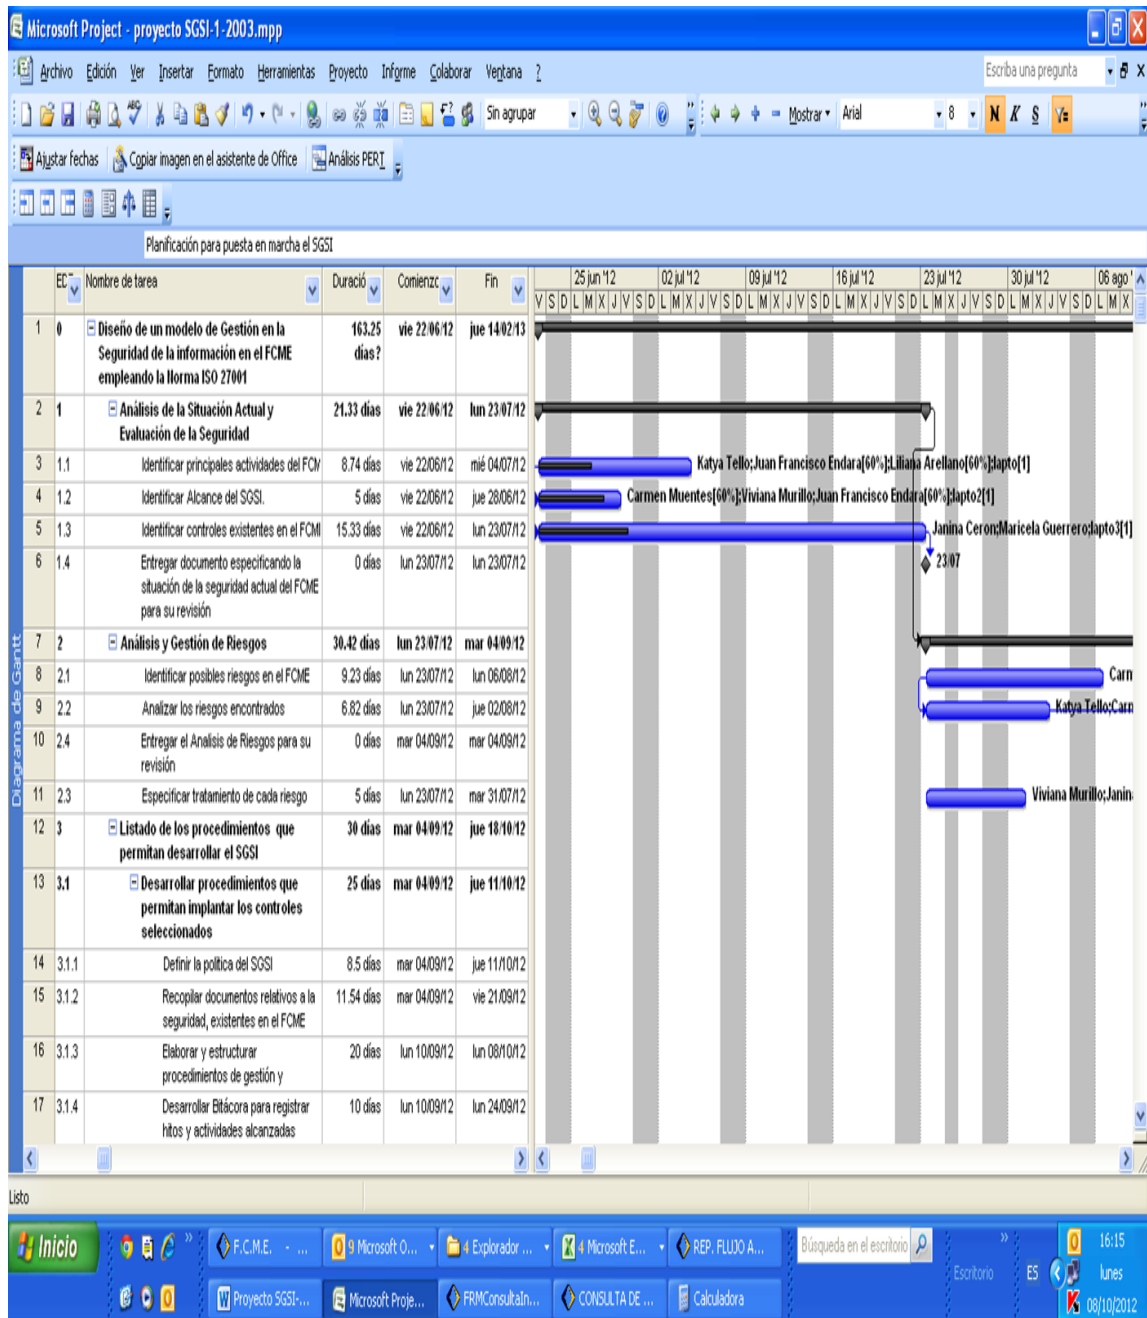 Microsoft Project - proyecto SGSI-1-2003.mpp
Archivo Edición Ver Insertar Formato Herramientas Proyecto Informe Colaborar Ventana ? Escriba una pregunta
Sin agrupar Mostrar Arial 8 N K S
Ajustar fechas Copiar imagen en el asistente de Office Análisis PERT
Planificación para puesta en marcha el SGSI
Nombre de tarea Duració Comienzo Fin 25 jun '12 02 jul '12 09 jul '12 16 jul '12 23 jul '12 30 jul '12 06 ago '
V S D L M X J V S D L M X J V S D L M X J V S D L M X J V S D L M X J V S D L M X J V S D L M X
1 0 Diseño de un modelo de Gestión en la 163.25 vie 22/06/12 jue 14/02/13
Seguridad de la información en el FCME días?
empleando la Norma ISO 27001
2 1 Análisis de la Situación Actual y 21.33 días vie 22/06/12 lun 23/07/12
Evaluación de la Seguridad
3 1.1 Identificar principales actividades del FCM 8.74 días vie 22/06/12 mié 04/07/12 Katya Tello;Juan Francisco Endara[60%];Liliana Arellano[60%];lapto[1]
4 1.2 Identificar Alcance del SGSI. 5 días vie 22/06/12 jue 28/06/12 Carmen Muentes[60%];Viviana Murillo;Juan Francisco Endara[60%];lapto2[1]
5 1.3 Identificar controles existentes en el FCM 15.33 días vie 22/06/12 lun 23/07/12 Janina Ceron;Maricela Guerrero;lapto3[1]
6 1.4 Entregar documento especificando la 0 días lun 23/07/12 lun 23/07/12 23/07
situación de la seguridad actual del FCME
para su revisión
7 2 Análisis y Gestión de Riesgos 30.42 días lun 23/07/12 mar 04/09/12
8 2.1 Identificar posibles riesgos en el FCME 9.23 días lun 23/07/12 lun 06/08/12 Carn
9 2.2 Analizar los riesgos encontrados 6.82 días lun 23/07/12 jue 02/08/12 Katya Tello;Carn
10 2.4 Entregar el Analisis de Riesgos para su 0 días mar 04/09/12 mar 04/09/12
revisión
11 2.3 Especificar tratamiento de cada riesgo 5 días lun 23/07/12 mar 31/07/12 Viviana Murillo;Janin
12 3 Listado de los procedimientos que 30 días mar 04/09/12 jue 18/10/12
permitan desarrollar el SGSI
13 3.1 Desarrollar procedimientos que 25 días mar 04/09/12 jue 11/10/12
permitan implantar los controles
seleccionados
14 3.1.1 Definir la política del SGSI 8.5 días mar 04/09/12 jue 11/10/12
15 3.1.2 Recopilar documentos relativos a la 11.54 días mar 04/09/12 vie 21/09/12
seguridad, existentes en el FCME
16 3.1.3 Elaborar y estructurar 20 días lun 10/09/12 lun 08/10/12
procedimientos de gestión y
17 3.1.4 Desarrollar Bitácora para registrar 10 días lun 10/09/12 lun 24/09/12
hitos y actividades alcanzadas
Diagrama de Gantt
Listo
Inicio F.C.M.E. - ... 9 Microsoft O... 4 Explorador ... 4 Microsoft E... REP. FLUJO A... Búsqueda en el escritorio 16:15
Escritorio ES lunes
Proyecto SGSI-... Microsoft Proje... FRMConsultaIn... CONSULTA DE ... Calculadora 08/10/2012